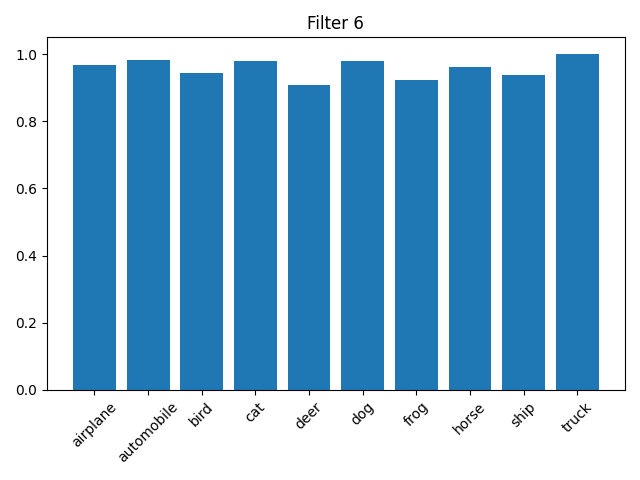 Filter 6
1.0
0.8
0.6
0.4
0.2
0.0
airplane
automobile
bird
cat
deer
dog
frog
horse
ship
truck